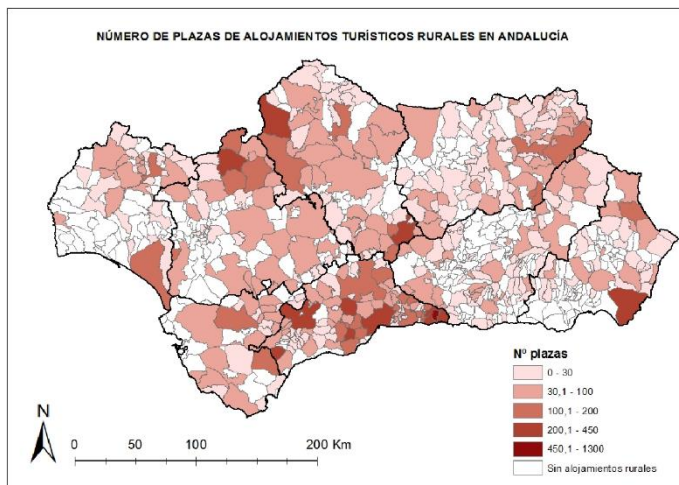 NÚMERO DE PLAZAS DE ALOJAMIENTOS TURÍSTICOS RURALES EN ANDALUCÍA
Nº plazas
0 - 30
30,1 - 100
100,1 - 200
200,1 - 450
450,1 - 1300
Sin alojamientos rurales
N
0 50 100 200 Km